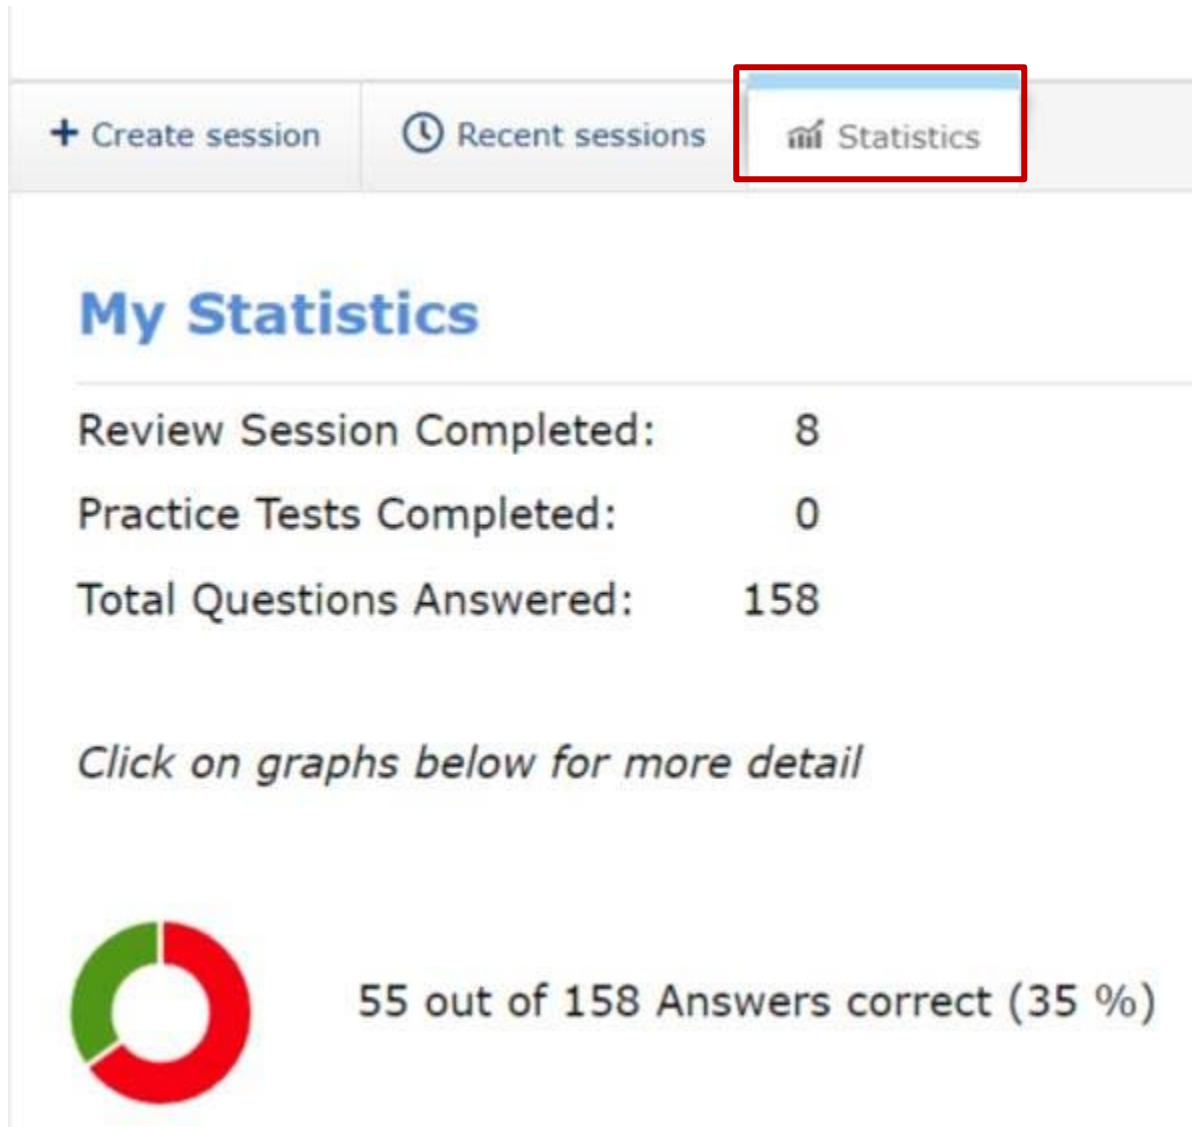 + Create session Recent sessions Statistics
My Statistics
Review Session Completed: 8
Practice Tests Completed: 0
Total Questions Answered: 158
Click on graphs below for more detail
55 out of 158 Answers correct (35 %)